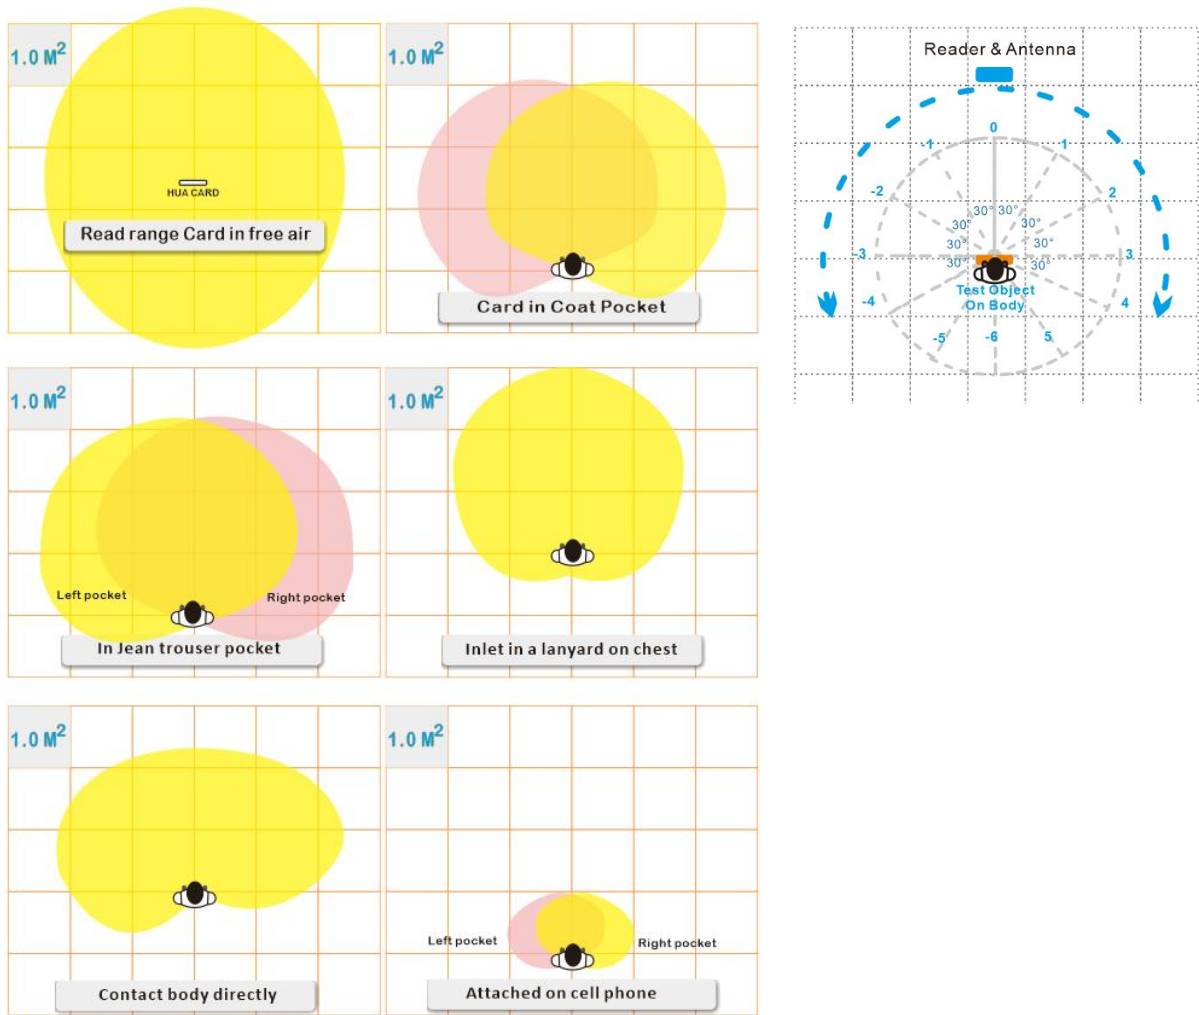 1.0 M²
HUA CARD
Read range Card in free air
1.0 M²
Card in Coat Pocket
Reader & Antenna
0
-1
1
-2
2
30° 30°
30° 30°
30° 30°
-3
3
30° 30°
Test Object
On Body
-4
4
-5
-6
5
1.0 M²
Left pocket
Right pocket
In Jean trouser pocket
1.0 M²
Inlet in a lanyard on chest
1.0 M²
Contact body directly
1.0 M²
Left pocket
Right pocket
Attached on cell phone